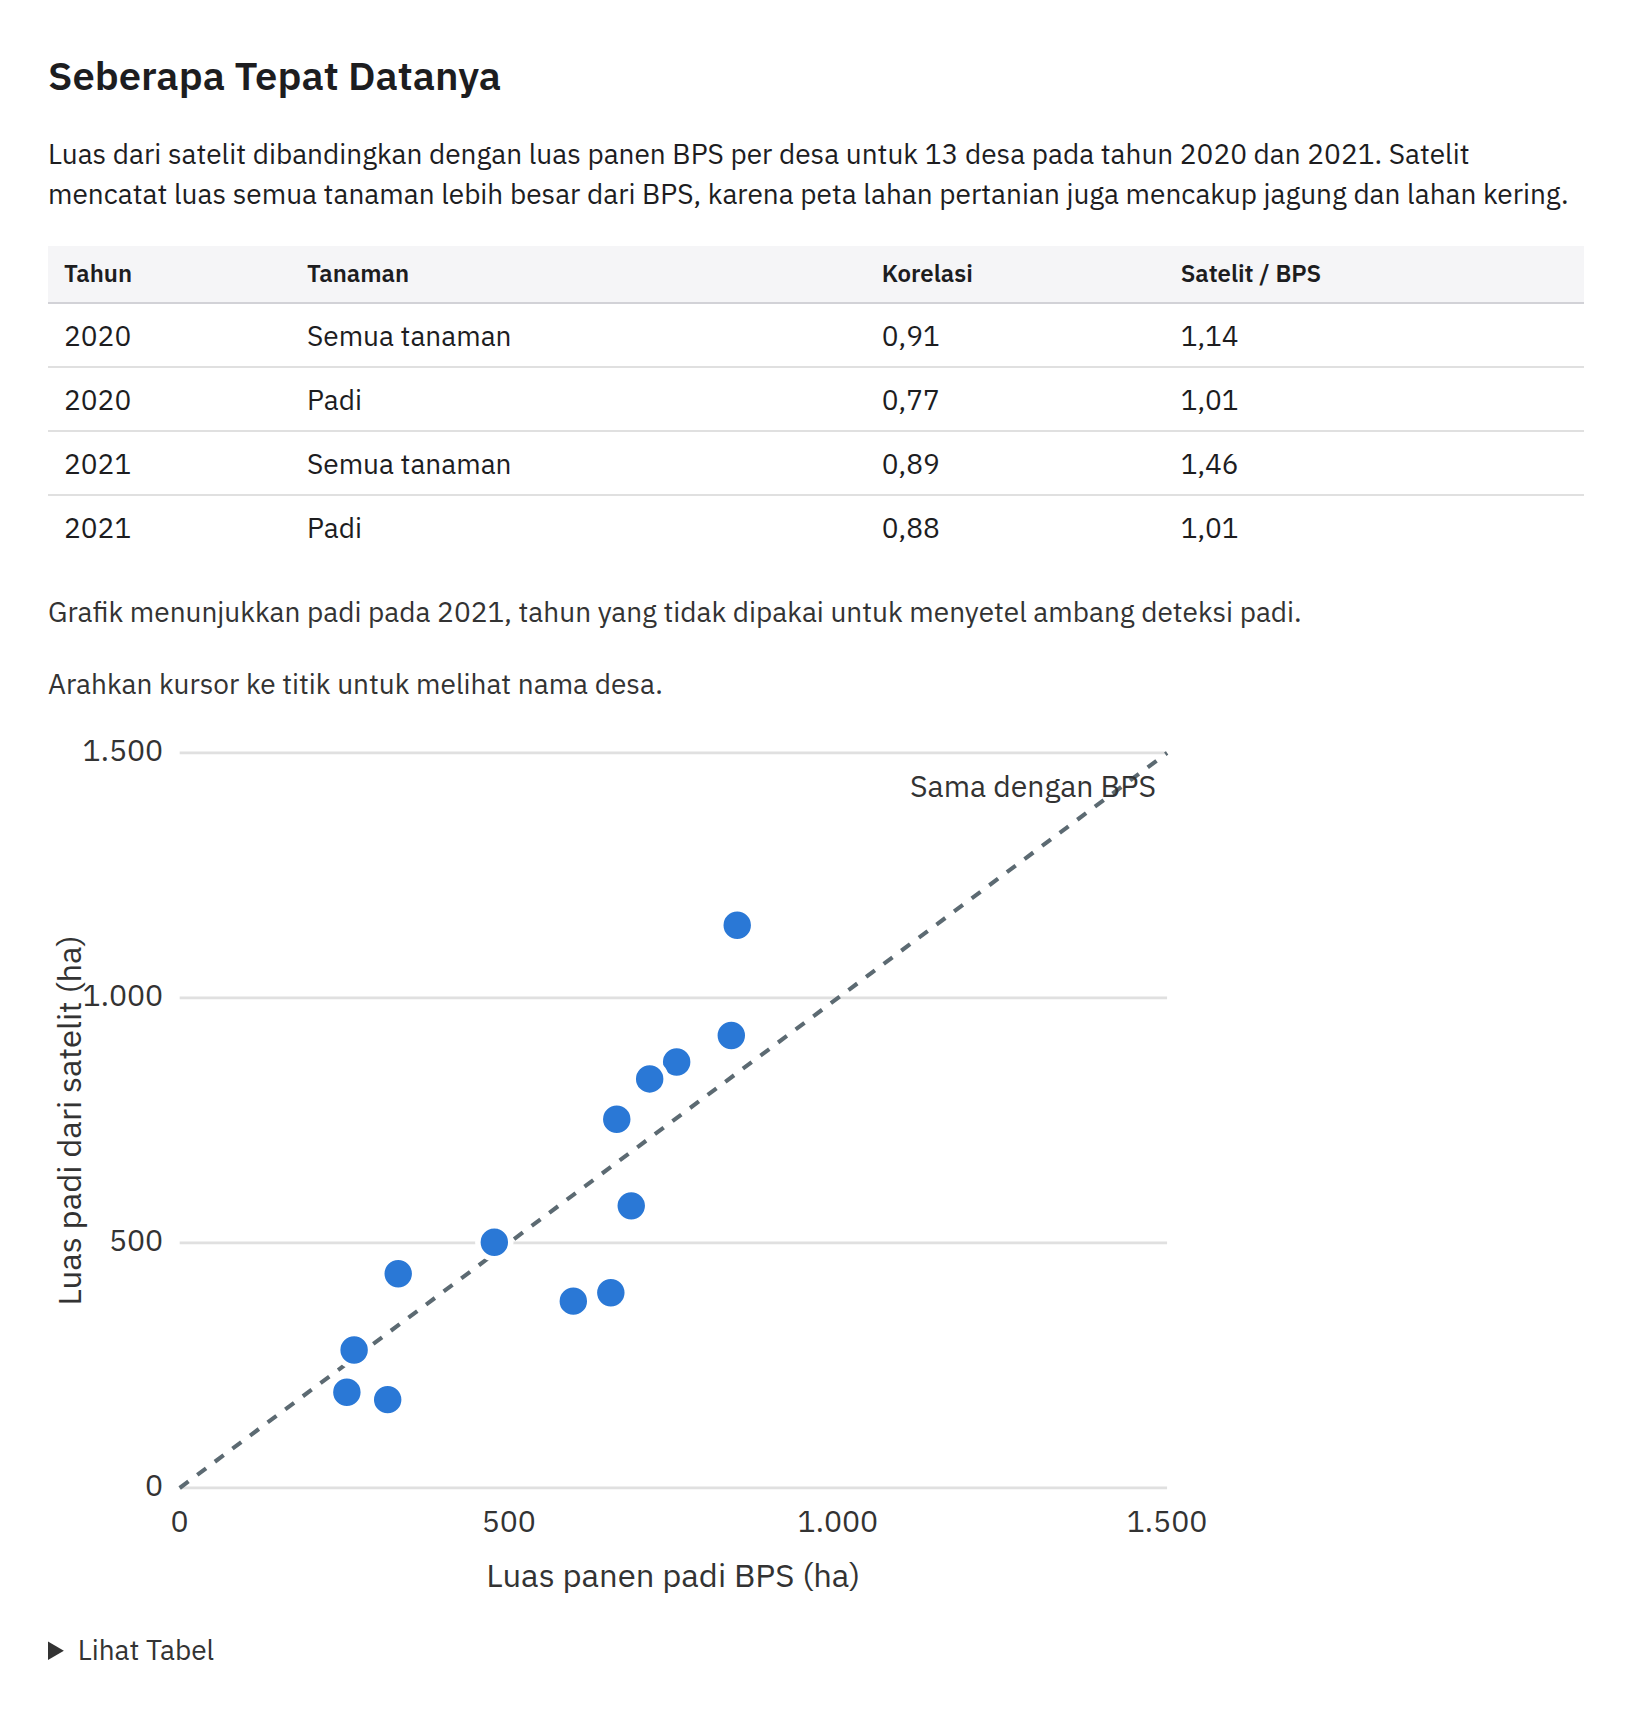 Seberapa Tepat Datanya
Luas dari satelit dibandingkan dengan luas panen BPS per desa untuk 13 desa pada tahun 2020 dan 2021. Satelit
mencatat luas semua tanaman lebih besar dari BPS, karena peta lahan pertanian juga mencakup jagung dan lahan kering.
Tahun Tanaman Korelasi Satelit / BPS
2020 Semua tanaman 0,91 1,14
2020 Padi 0,77 1,01
2021 Semua tanaman 0,89 1,46
2021 Padi 0,88 1,01
Grafik menunjukkan padi pada 2021, tahun yang tidak dipakai untuk menyetel ambang deteksi padi.
Arahkan kursor ke titik untuk melihat nama desa.
1.500
Sama dengan BPS
1.000
Luas padi dari satelit (ha)
500
0
0 500 1.000 1.500
Luas panen padi BPS (ha)
▶ Lihat Tabel